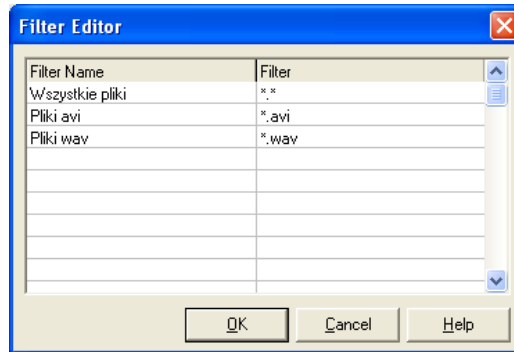 Filter Editor
Filter Name Filter
Wszystkie pliki *.*
Pliki avi *.avi
Pliki wav *.wav
OK Cancel Help